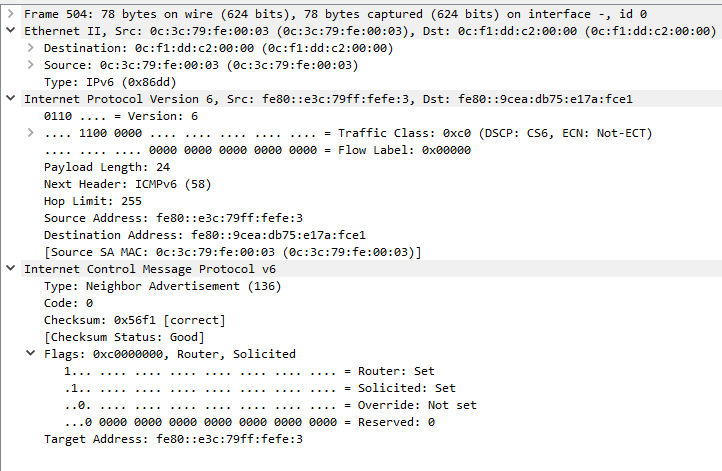 Frame 504: 78 bytes on wire (624 bits), 78 bytes captured (624 bits) on interface -, id 0
Ethernet II, Src: 0c:3c:79:fe:00:03 (0c:3c:79:fe:00:03), Dst: 0c:f1:dd:c2:00:00 (0c:f1:dd:c2:00:00)
Destination: 0c:f1:dd:c2:00:00 (0c:f1:dd:c2:00:00)
Source: 0c:3c:79:fe:00:03 (0c:3c:79:fe:00:03)
Type: IPv6 (0x86dd)
Internet Protocol Version 6, Src: fe80::e3c:79ff:fefe:3, Dst: fe80::9cea:db75:e17a:fce1
0110 .... = Version: 6
.... 1100 0000 .... .... .... .... .... = Traffic Class: 0xc0 (DSCP: CS6, ECN: Not-ECT)
.... .... .... 0000 0000 0000 0000 0000 = Flow Label: 0x00000
Payload Length: 24
Next Header: ICMPv6 (58)
Hop Limit: 255
Source Address: fe80::e3c:79ff:fefe:3
Destination Address: fe80::9cea:db75:e17a:fce1
[Source SA MAC: 0c:3c:79:fe:00:03 (0c:3c:79:fe:00:03)]
Internet Control Message Protocol v6
Type: Neighbor Advertisement (136)
Code: 0
Checksum: 0x56f1 [correct]
[Checksum Status: Good]
Flags: 0xc0000000, Router, Solicited
1... .... .... .... .... .... .... .... = Router: Set
.1.. .... .... .... .... .... .... .... = Solicited: Set
..0. .... .... .... .... .... .... .... = Override: Not set
...0 0000 0000 0000 0000 0000 0000 0000 = Reserved: 0
Target Address: fe80::e3c:79ff:fefe:3